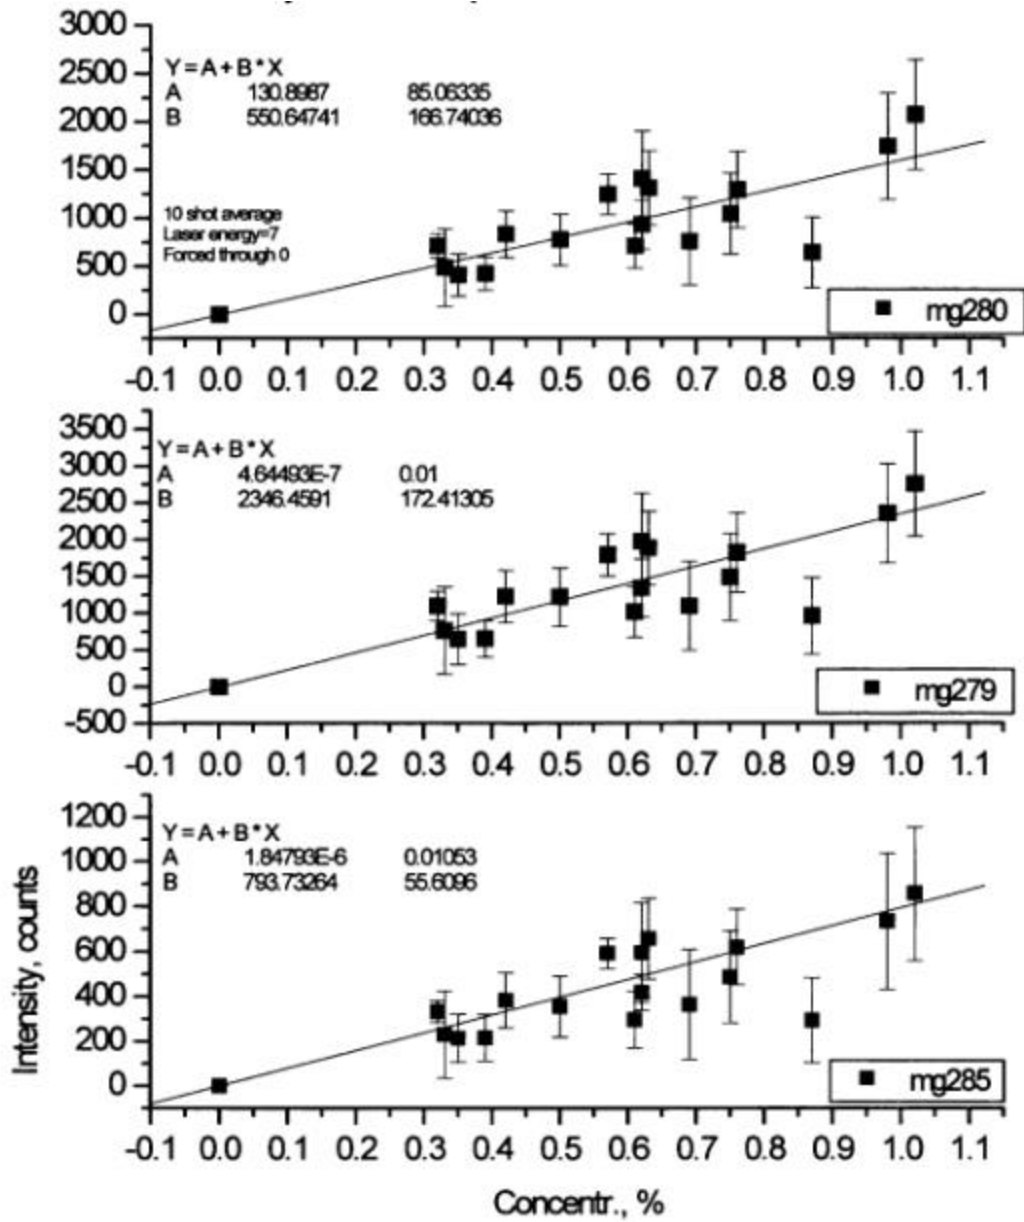 3000
2500
2000
1500
1000
500
0
Y=A+B*X
A 130.8987 85.06335
B 550.64741 166.74036
10 shot average
Laser energy=7
Forced through 0
mg280
-0.1 0.0 0.1 0.2 0.3 0.4 0.5 0.6 0.7 0.8 0.9 1.0 1.1
3500
3000
2500
2000
1500
1000
500
0
-500
Y=A+B*X
A 4.64493E-7 0.01
B 2346.4591 172.41305
mg279
-0.1 0.0 0.1 0.2 0.3 0.4 0.5 0.6 0.7 0.8 0.9 1.0 1.1
1200
1000
800
600
400
200
0
Y=A+B*X
A 1.84793E-6 0.01053
B 793.73264 55.6096
mg285
-0.1 0.0 0.1 0.2 0.3 0.4 0.5 0.6 0.7 0.8 0.9 1.0 1.1
Intensity, counts
Concentr., %